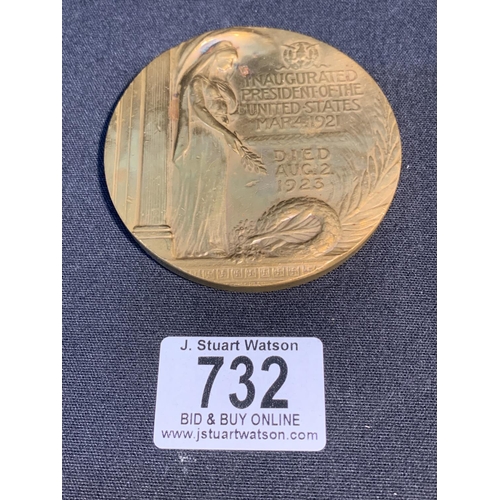 INAUGURATED
PRESIDENT·OF·THE
UNITED·STATES
MAR·4·1921
DIED
AUG·2
1923
J. Stuart Watson
732
BID & BUY ONLINE
www.jstuartwatson.com